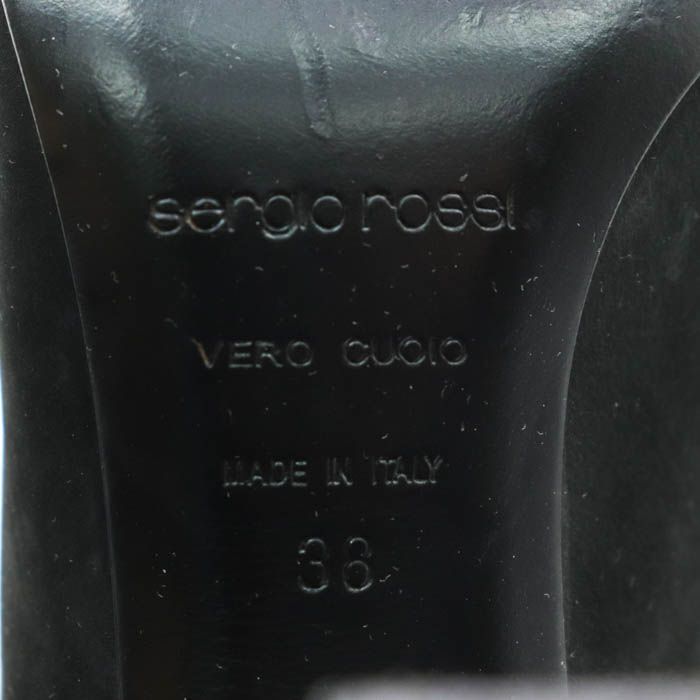 sergio rossi
VERO CUOIO
MADE IN ITALY
38